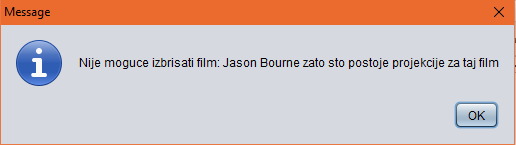 Message
Nije moguce izbrisati film: Jason Bourne zato sto postoje projekcije za taj film
OK